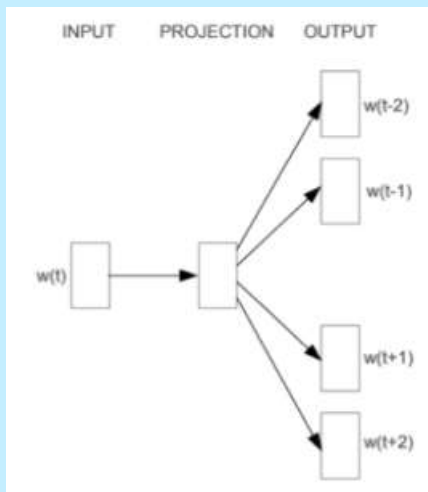 INPUT PROJECTION OUTPUT
w(t-2)
w(t-1)
w(t)
w(t+1)
w(t+2)